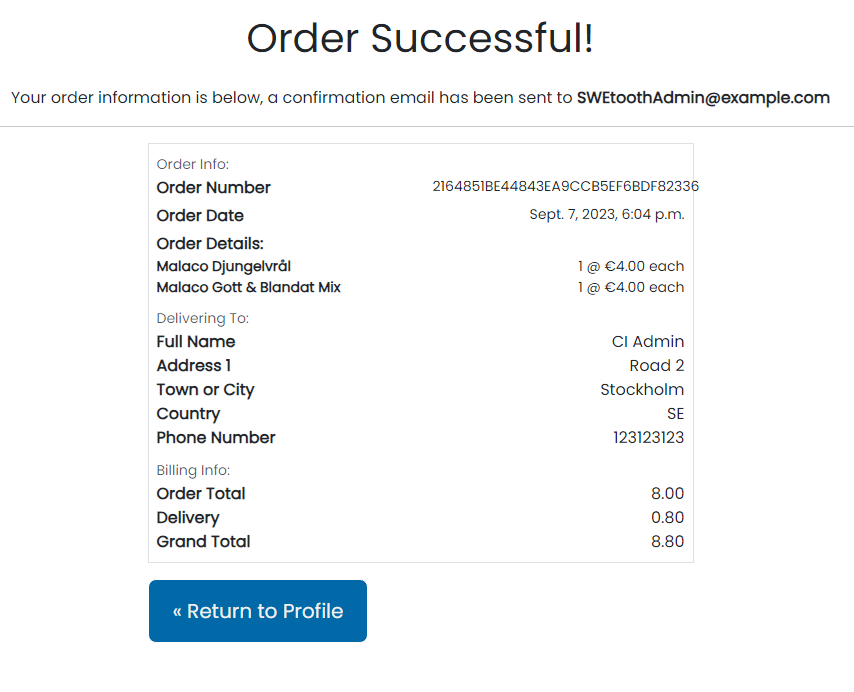 Order Successful!
Your order information is below, a confirmation email has been sent to SWEtoothAdmin@example.com
Order Info:
Order Number 2164851BE44843EA9CCB5EF6BDF82336
Order Date Sept. 7, 2023, 6:04 p.m.
Order Details:
Malaco Djungelvrål 1 @ €4.00 each
Malaco Gott & Blandat Mix 1 @ €4.00 each
Delivering To:
Full Name CI Admin
Address 1 Road 2
Town or City Stockholm
Country SE
Phone Number 123123123
Billing Info:
Order Total 8.00
Delivery 0.80
Grand Total 8.80
« Return to Profile